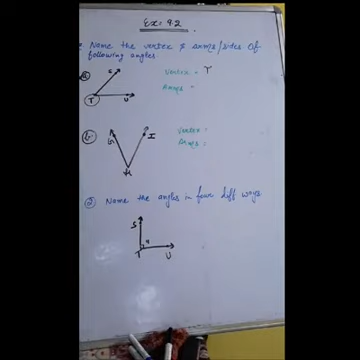 Ex: 9.2
Name the vertex & arms/sides of
following angles.
a
S
T
U
Vertex = T
Arms =
b
G
I
H
Vertex =
Arms =
2 Name the angles in four diff ways
S
T
U